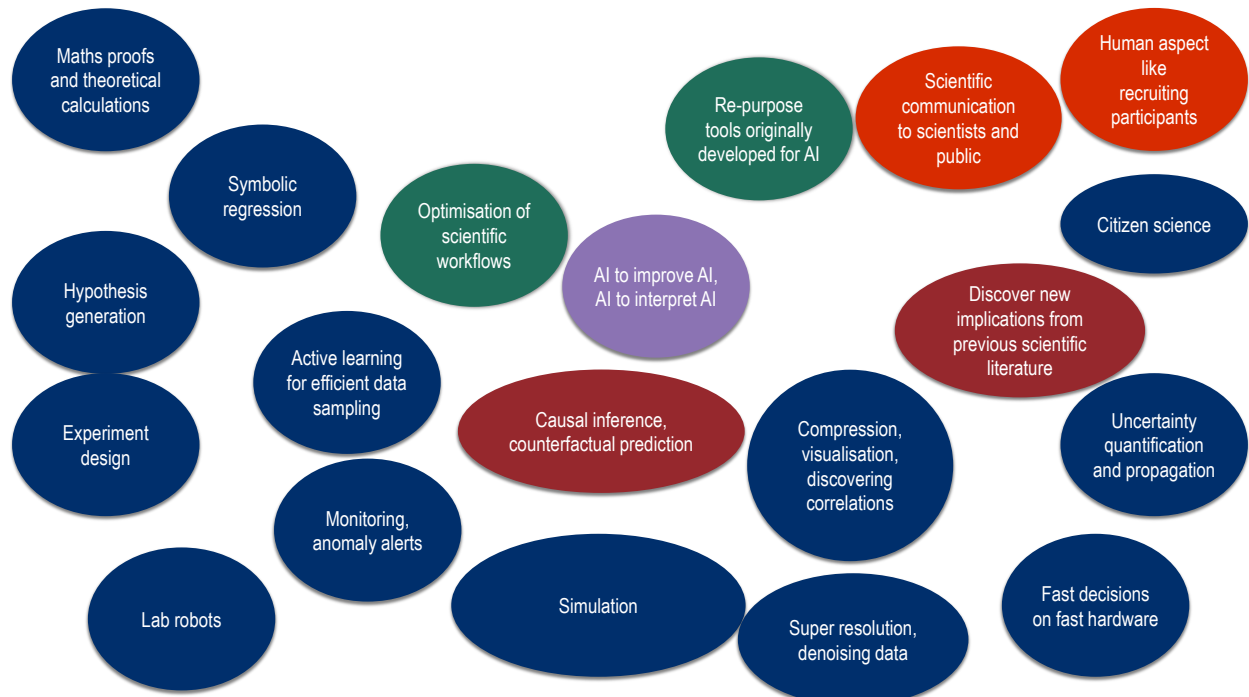 Maths proofs
and theoretical
calculations
Symbolic
regression
Hypothesis
generation
Experiment
design
Lab robots
Active learning
for efficient data
sampling
Monitoring,
anomaly alerts
Optimisation of
scientific
workflows
AI to improve AI,
AI to interpret AI
Causal inference,
counterfactual prediction
Simulation
Re-purpose
tools originally
developed for AI
Scientific
communication
to scientists and
public
Human aspect
like
recruiting
participants
Citizen science
Discover new
implications from
previous scientific
literature
Compression,
visualisation,
discovering
correlations
Uncertainty
quantification
and propagation
Super resolution,
denoising data
Fast decisions
on fast hardware